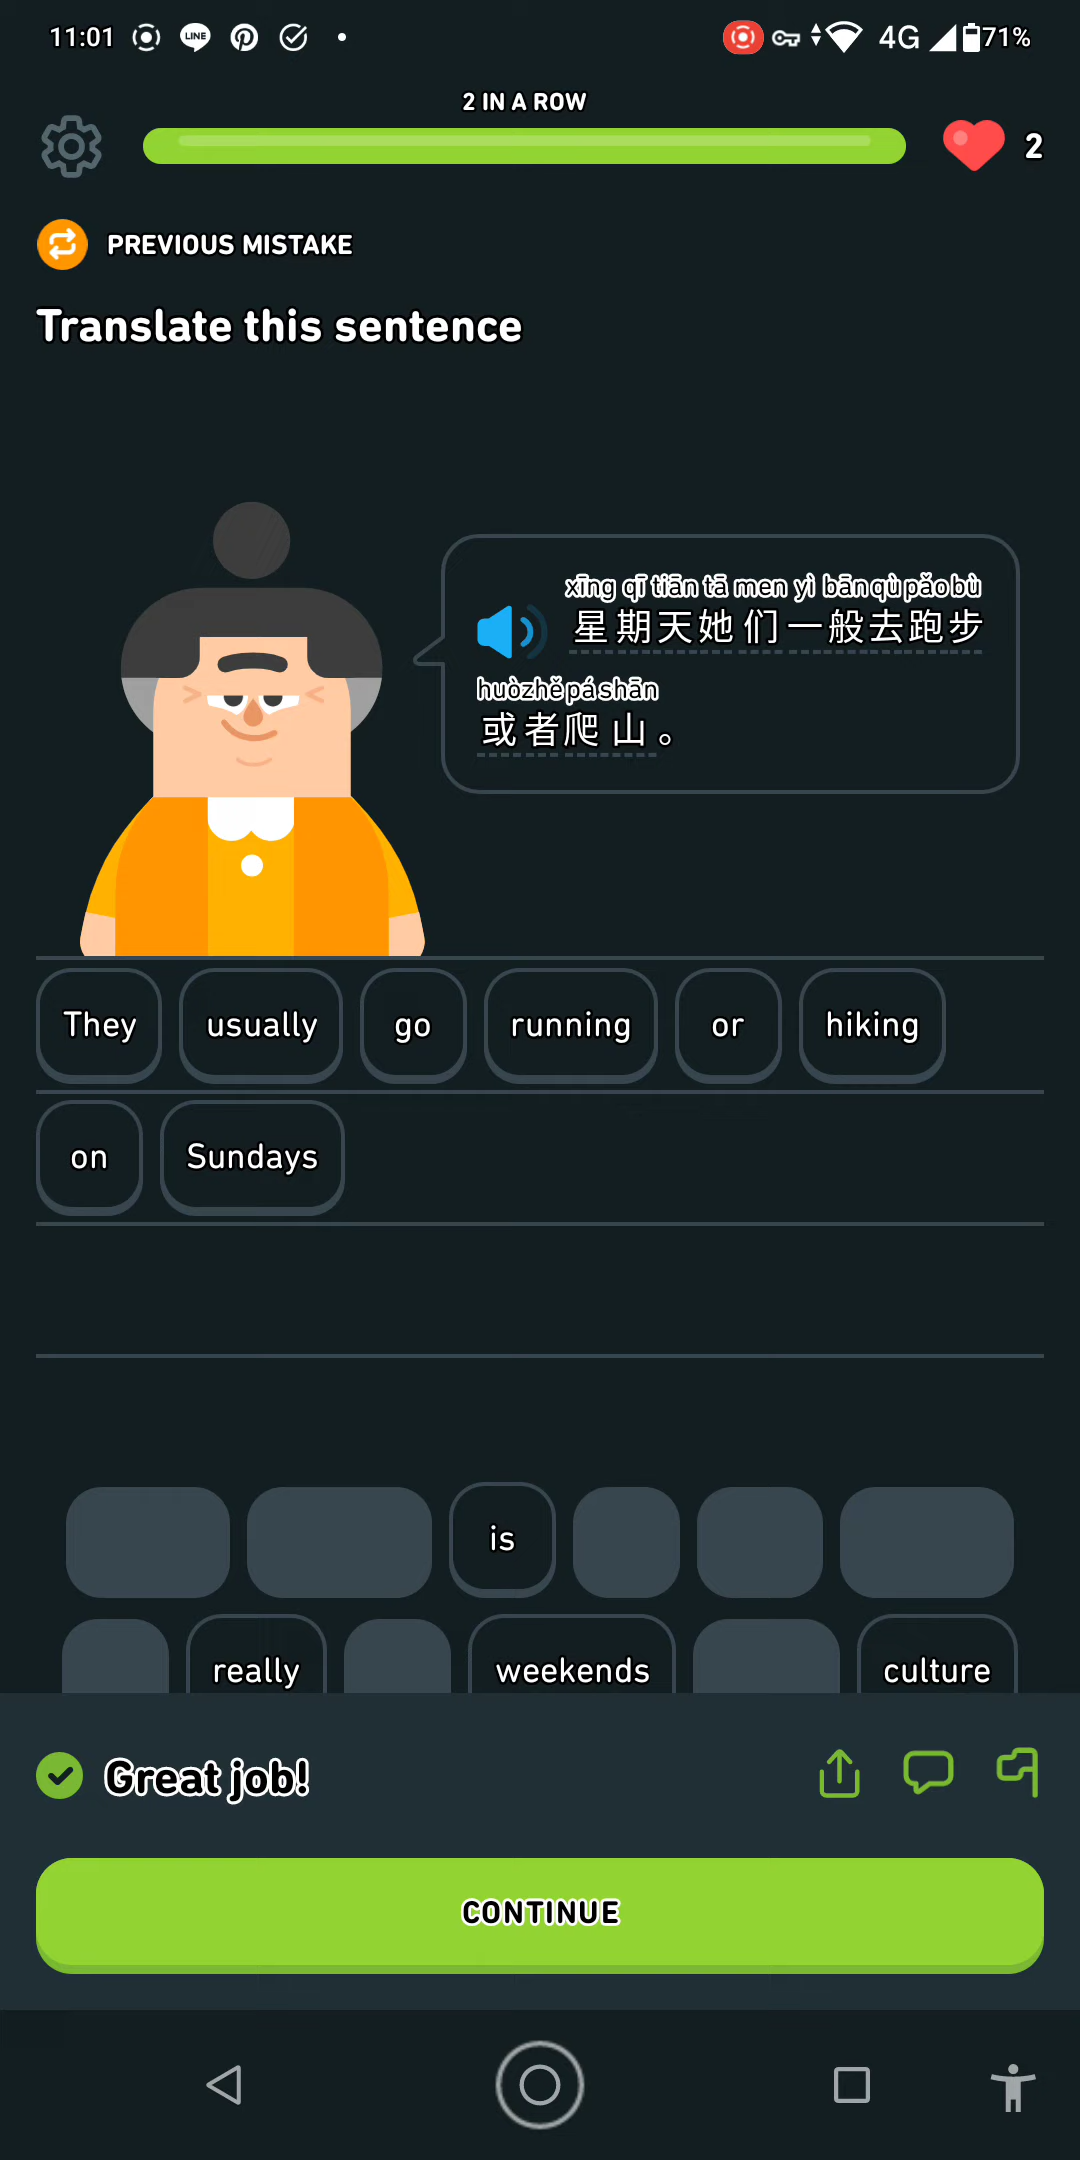 11:01 LINE 4G 71%
2 IN A ROW
2
PREVIOUS MISTAKE
Translate this sentence
xīng qī tiān tā men yì bān qù pǎo bù
星期天她们一般去跑步
huò zhě pá shān
或者爬山。
They usually go running or hiking
on Sundays
is
really weekends culture
Great job!
CONTINUE